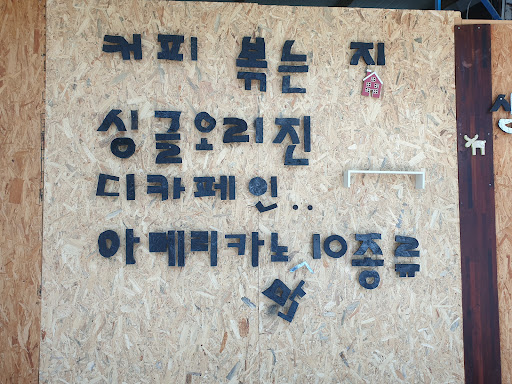 커피 볶는 지
싱글오리진
디카페인..
아메리카노 10종류